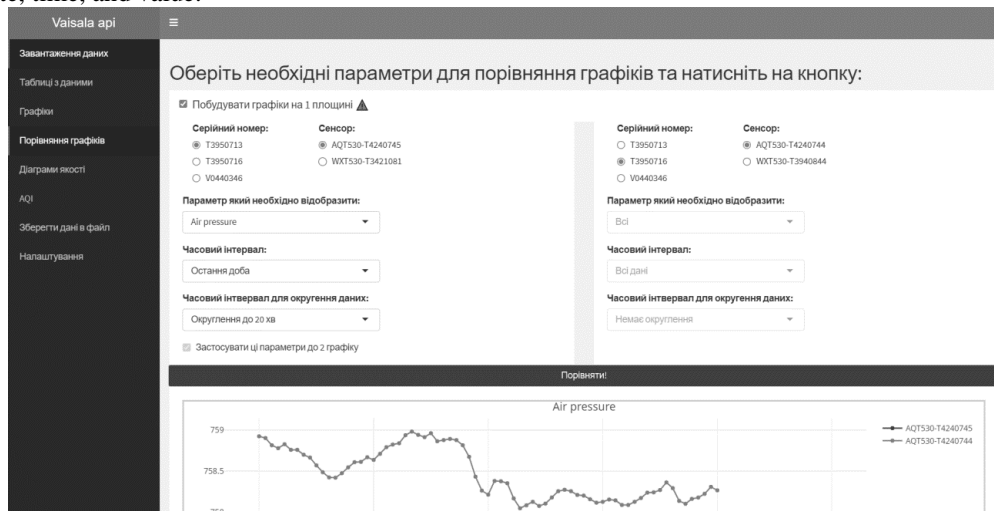 Vaisala api
Завантаження даних
Таблиці з даними
Графіки
Порівняння графіків
Діаграми якості
AQI
Зберегти дані в файл
Налаштування
Оберіть необхідні параметри для порівняння графіків та натисніть на кнопку:
Побудувати графіки на 1 площині
Серійний номер:
T3950713
T3950716
V0440346
Сенсор:
AQT530-T4240745
WXT530-T3421081
Параметр який необхідно відобразити:
Air pressure
Часовий інтервал:
Остання доба
Часовий інтвервал для округення даних:
Округлення до 20 хв
Застосувати ці параметри до 2 графіку
Серійний номер:
T3950713
T3950716
V0440346
Сенсор:
AQT530-T4240744
WXT530-T3940844
Параметр який необхідно відобразити:
Всі
Часовий інтервал:
Всі дані
Часовий інтвервал для округення даних:
Немає округлення
Порівняти!
Air pressure
759
758.5
AQT530-T4240745
AQT530-T4240744